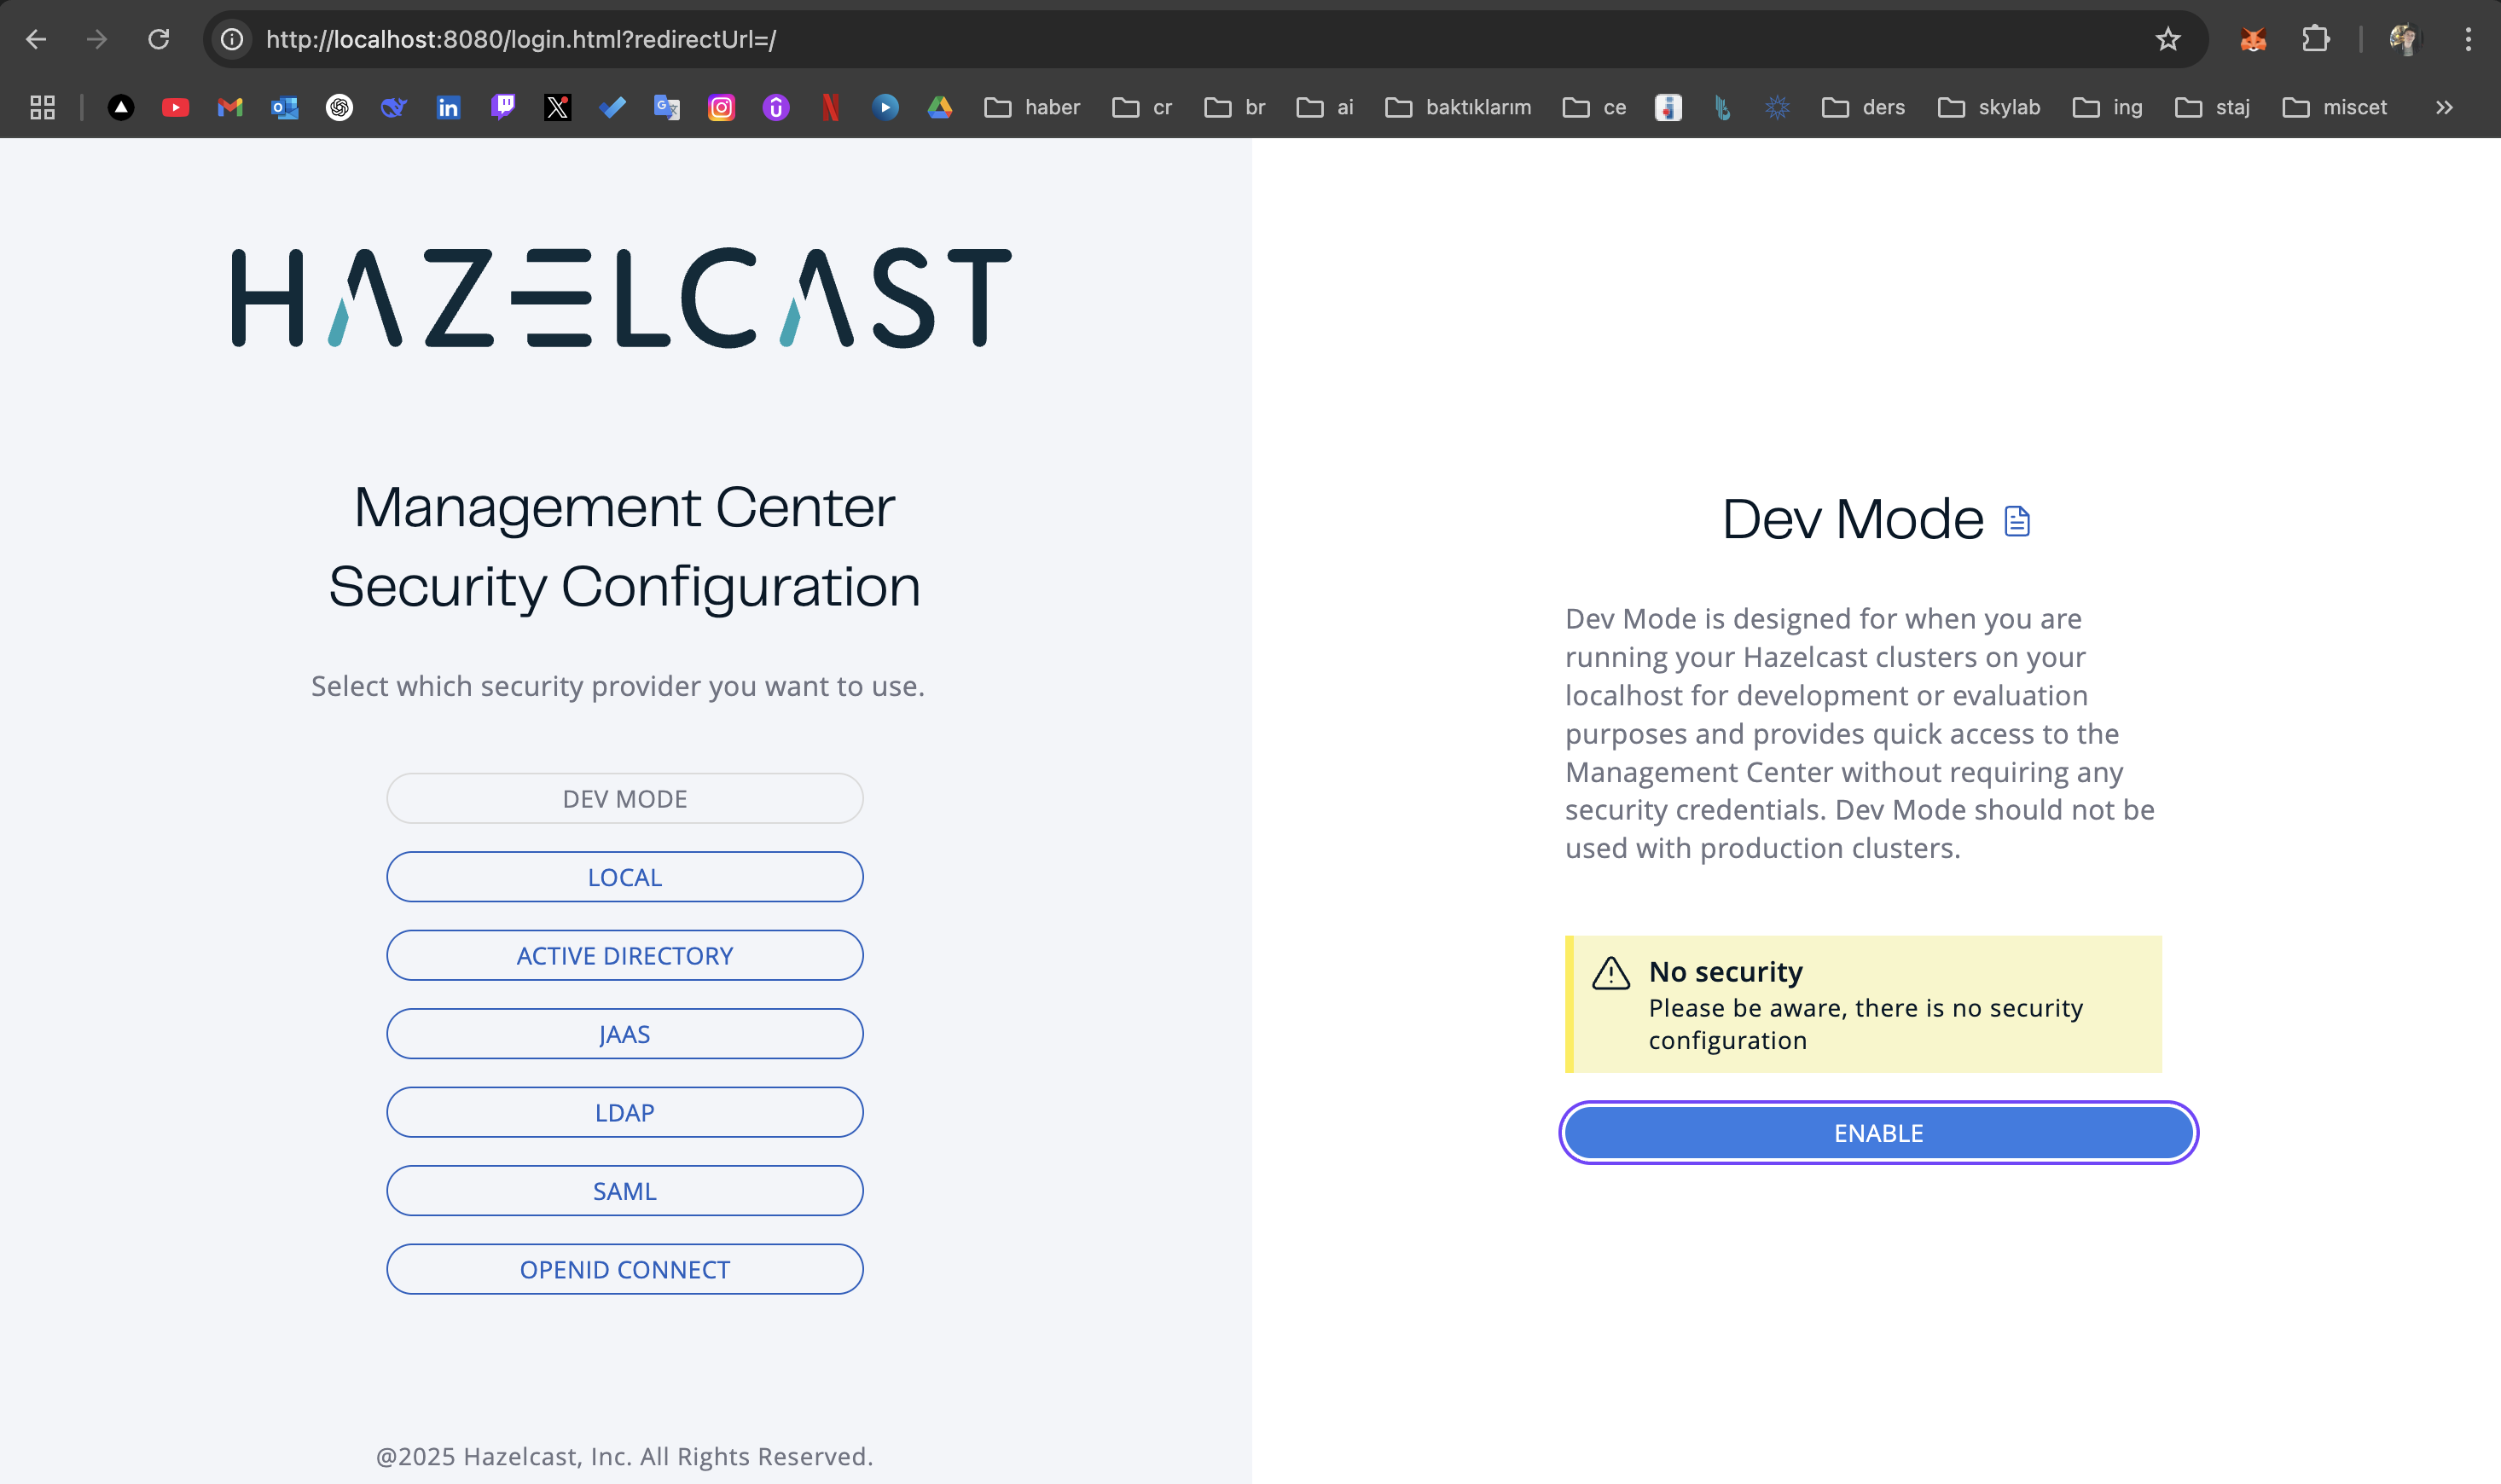 http://localhost:8080/login.html?redirectUrl=/
haber cr br ai baktıklarım ce ders skylab ing staj miscet
HAZELCAST
Management Center
Security Configuration
Select which security provider you want to use.
DEV MODE
LOCAL
ACTIVE DIRECTORY
JAAS
LDAP
SAML
OPENID CONNECT
@2025 Hazelcast, Inc. All Rights Reserved.
Dev Mode
Dev Mode is designed for when you are
running your Hazelcast clusters on your
localhost for development or evaluation
purposes and provides quick access to the
Management Center without requiring any
security credentials. Dev Mode should not be
used with production clusters.
No security
Please be aware, there is no security
configuration
ENABLE